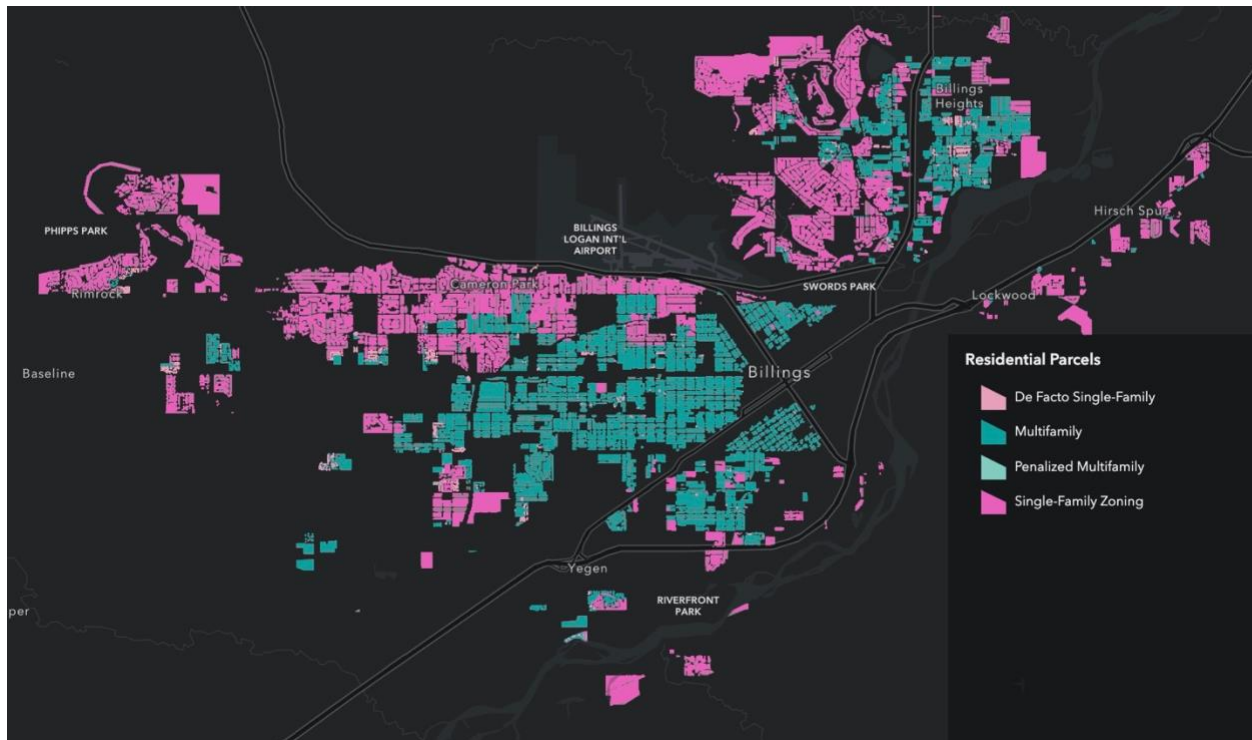 Billings
Heights
Hirsch Spur
PHIPPS PARK
BILLINGS
LOGAN INT'L
AIRPORT
Rimrock
Cameron Park
SWORDS PARK
Lockwood
Baseline
Billings
Residential Parcels
De Facto Single-Family
Multifamily
Penalized Multifamily
Single-Family Zoning
Yegen
RIVERFRONT
PARK
per